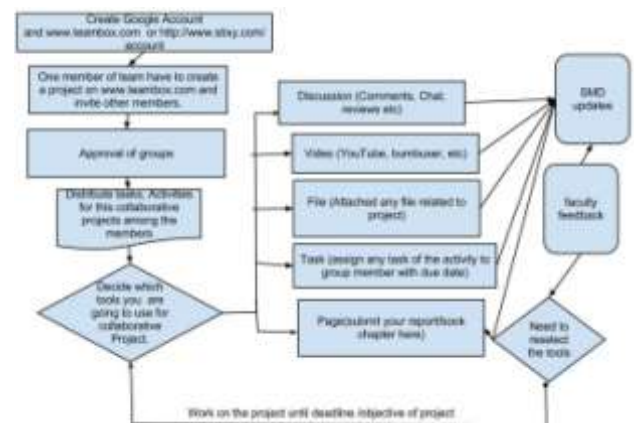 Create Google Account
and www.teambox.com or http://www.stixy.com/
account
One member of team have to create
a project on www.teambox.com and
invite other members.
Approval of groups
Distribute tasks, Activities
for this collaborative
projects among the
members
Decide which
tools you are
going to use for
collaborative
Project.
Discussion (Comments, Chat,
reviews etc)
Video (YouTube, bumbuser, etc)
File (Attached any file related to
project)
Task (assign any task of the activity to
group member with due date)
Page(submit your report/book
chapter here)
updates
faculty
feedback
Need to
reselect
the tools
Work on the project until deadline /objective of project